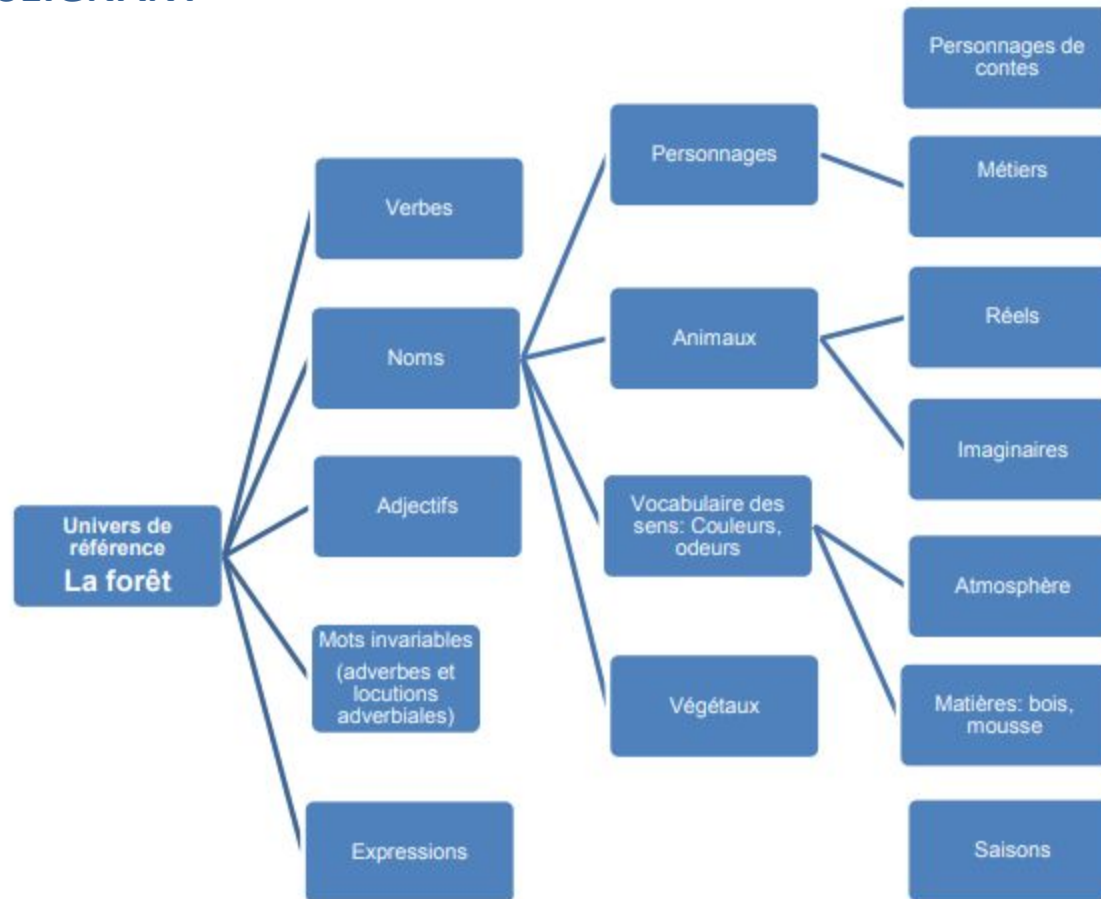 Univers de
référence
La forêt
Verbes
Noms
Adjectifs
Mots invariables
(adverbes et
locutions
adverbiales)
Expressions
Personnages
Animaux
Vocabulaire des
sens: Couleurs,
odeurs
Végétaux
Personnages de
contes
Métiers
Réels
Imaginaires
Atmosphère
Matières: bois,
mousse
Saisons